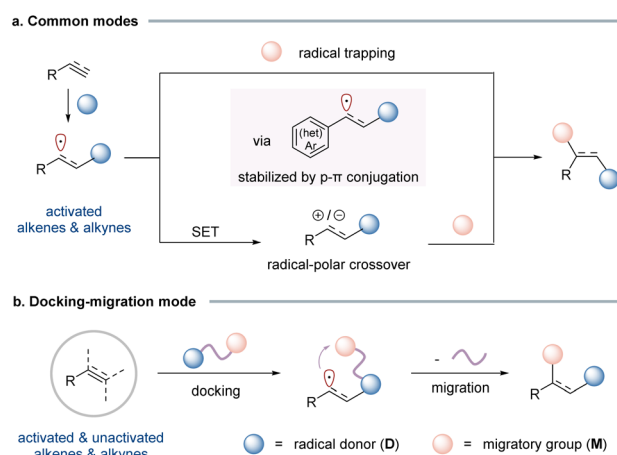 a. Common modes
radical trapping
R
R
via
(het)
Ar
stabilized by p-π conjugation
R
activated
alkenes & alkynes
SET
⊕ / ⊖
R
radical-polar crossover
b. Docking-migration mode
R
docking
R
-
migration
R
activated & unactivated
alkenes & alkynes
= radical donor (D)
= migratory group (M)